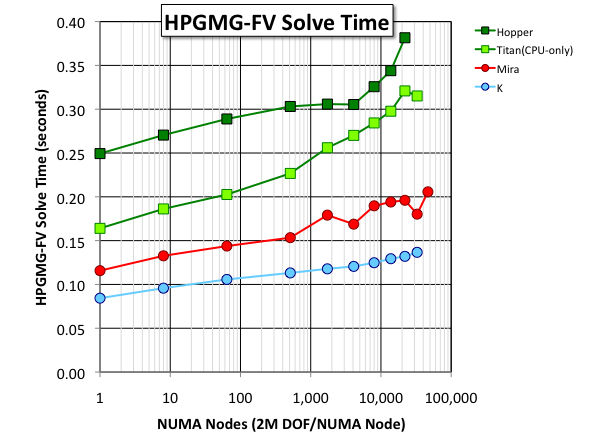 HPGMG-FV Solve Time
0.40
0.35
0.30
0.25
0.20
0.15
0.10
0.05
0.00
HPGMG-FV Solve Time (seconds)
1
10
100
1,000
10,000
100,000
NUMA Nodes (2M DOF/NUMA Node)
Hopper
Titan(CPU-only)
Mira
K